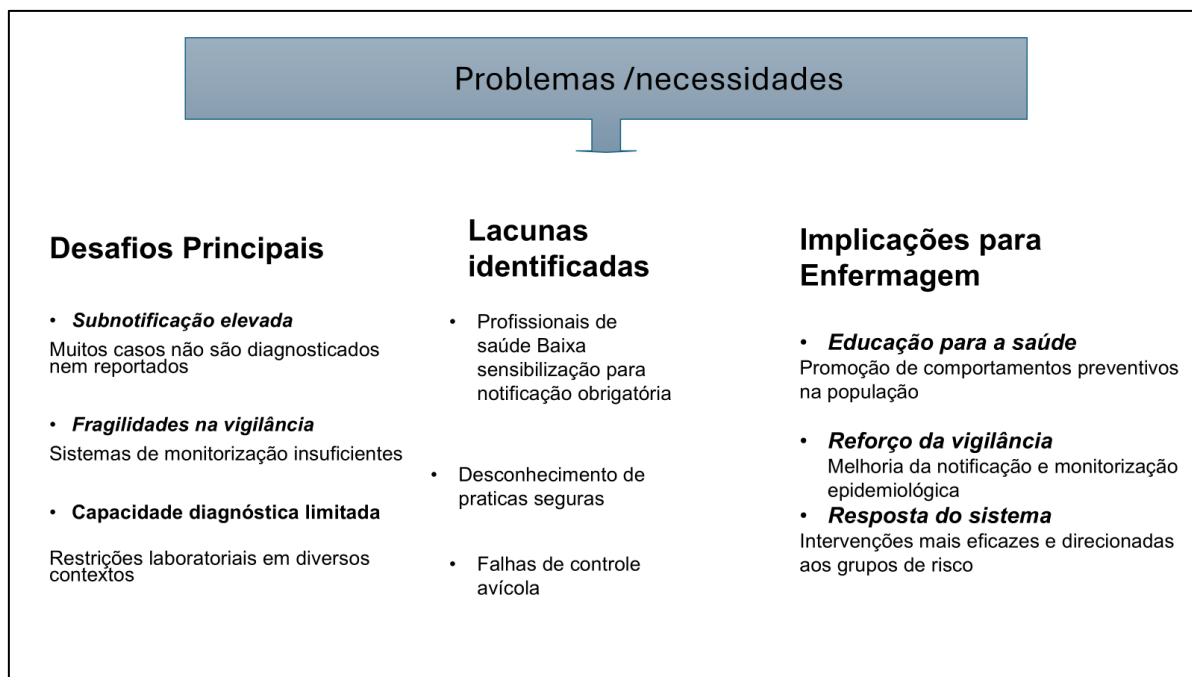 Problemas /necessidades
Desafios Principais
• Subnotificação elevada
Muitos casos não são diagnosticados
nem reportados
• Fragilidades na vigilância
Sistemas de monitorização insuficientes
• Capacidade diagnóstica limitada
Restrições laboratoriais em diversos
contextos
Lacunas
identificadas
• Profissionais de
saúde Baixa
sensibilização para
notificação obrigatória
• Desconhecimento de
praticas seguras
• Falhas de controle
avícola
Implicações para
Enfermagem
• Educação para a saúde
Promoção de comportamentos preventivos
na população
• Reforço da vigilância
Melhoria da notificação e monitorização
epidemiológica
• Resposta do sistema
Intervenções mais eficazes e direcionadas
aos grupos de risco